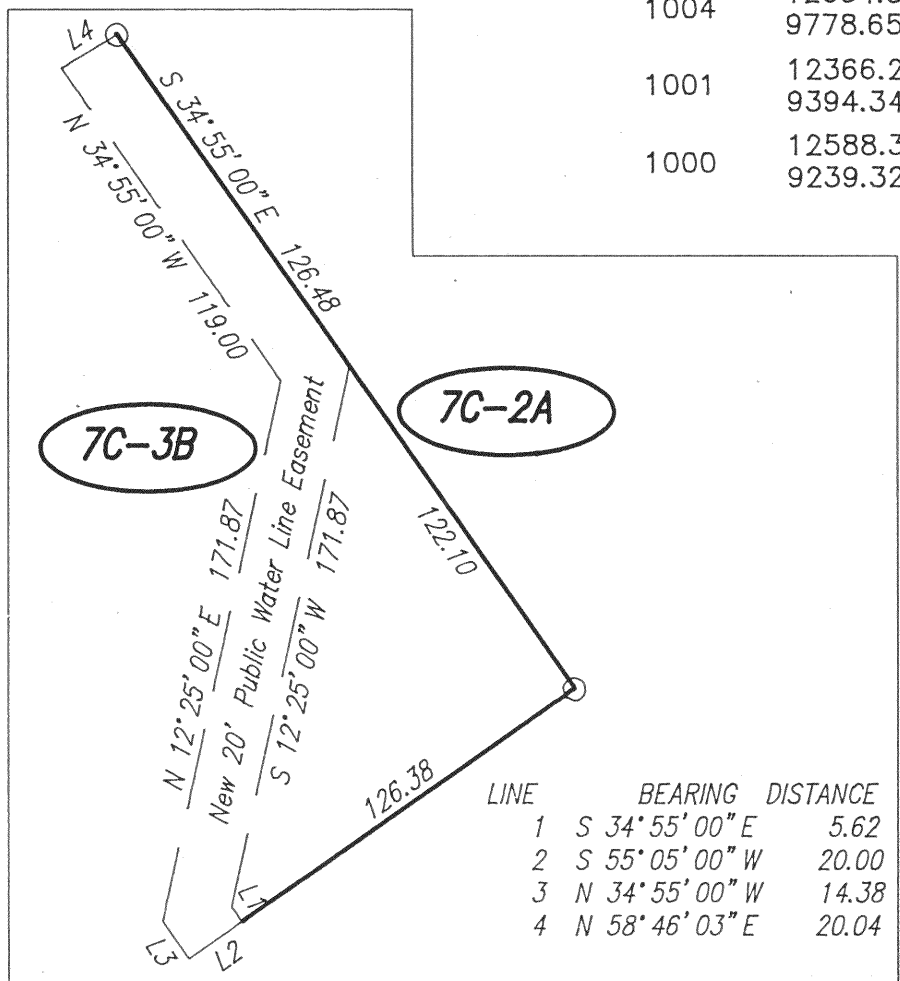 1004
9778.65
1001
12366.2
9394.34
1000
12588.3
9239.32
L4
S 34°55'00" E 126.48
N 34°55'00" W 119.00
7C-3B
7C-2A
122.10
N 12°25'00" E 171.87
New 20' Public Water Line Easement
S 12°25'00" W 171.87
126.38
L1
L2
L3
LINE BEARING DISTANCE
1 S 34°55'00" E 5.62
2 S 55°05'00" W 20.00
3 N 34°55'00" W 14.38
4 N 58°46'03" E 20.04